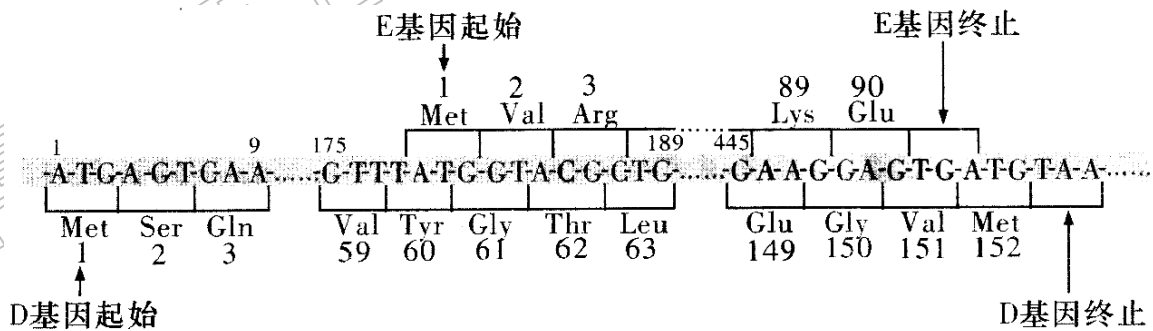 E基因起始
E基因终止
1 2 3 89 90
Met Val Arg Lys Glu
1 9 175 189 445
-A-T-G-A-G-T-G-A-A-......-G-T-T-T-A-T-G-G-T-A-C-G-C-T-G-......-G-A-A-G-G-A-G-T-G-A-T-G-T-A-A-......
Met Ser Gln Val Tyr Gly Thr Leu Glu Gly Val Met
1 2 3 59 60 61 62 63 149 150 151 152
D基因起始
D基因终止